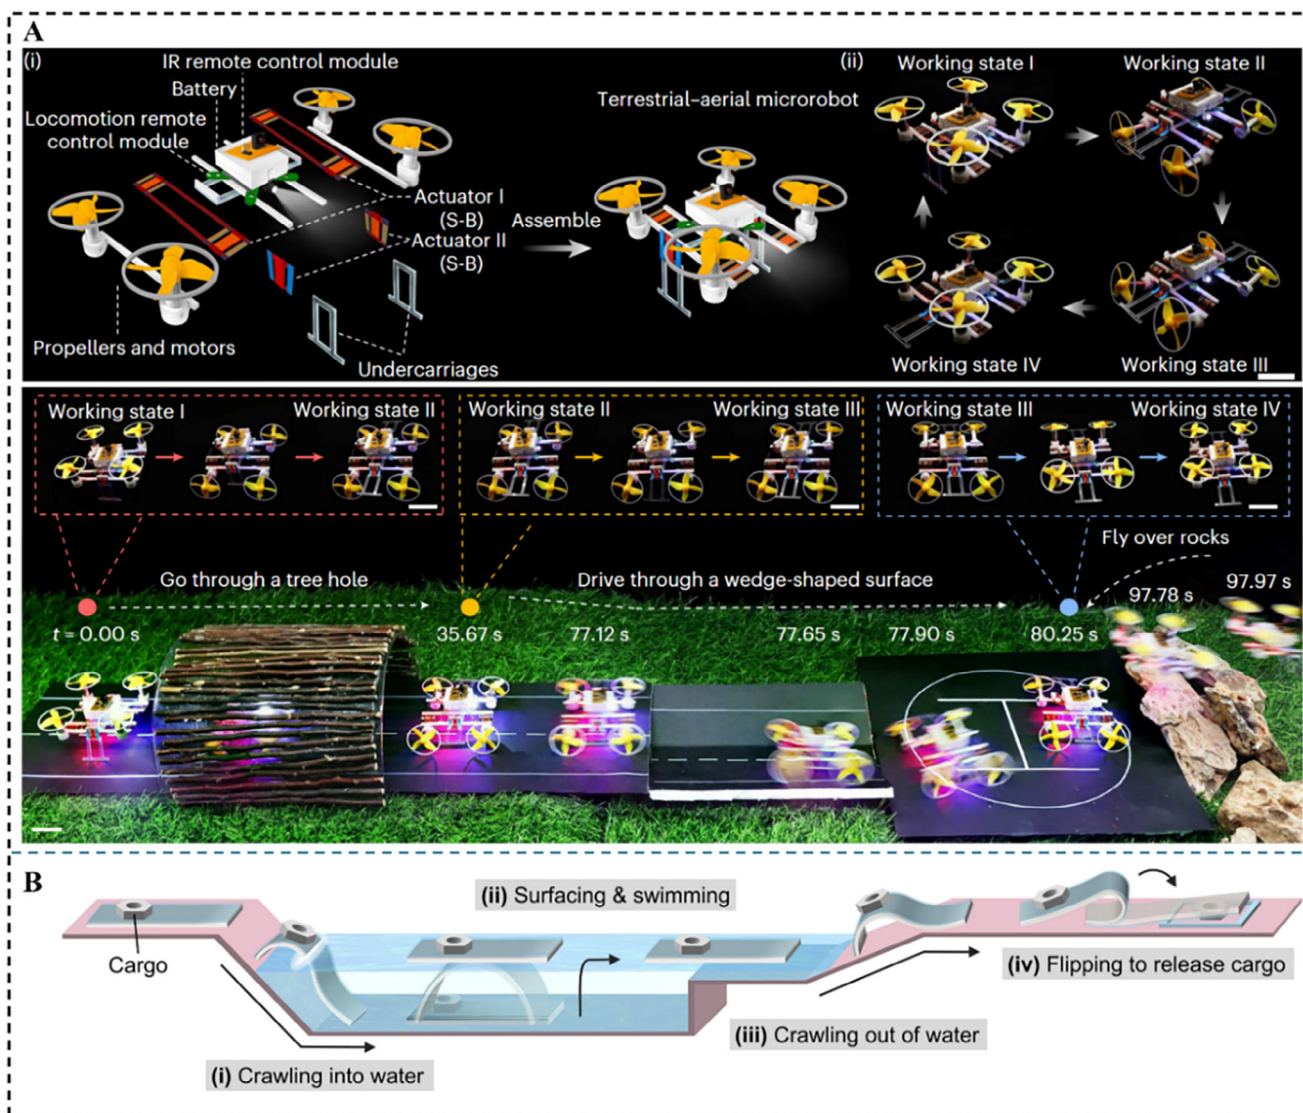 A
(i)
IR remote control module
Battery
Locomotion remote
control module
Actuator I
(S-B)
Actuator II
(S-B)
Propellers and motors
Undercarriages
Assemble
Terrestrial–aerial microrobot
(ii)
Working state I
Working state II
Working state IV
Working state III
Working state I
Working state II
Working state II
Working state III
Working state III
Working state IV
Go through a tree hole
Drive through a wedge-shaped surface
Fly over rocks
t = 0.00 s
35.67 s
77.12 s
77.65 s
77.90 s
80.25 s
97.78 s
97.97 s
B
Cargo
(i) Crawling into water
(ii) Surfacing & swimming
(iii) Crawling out of water
(iv) Flipping to release cargo